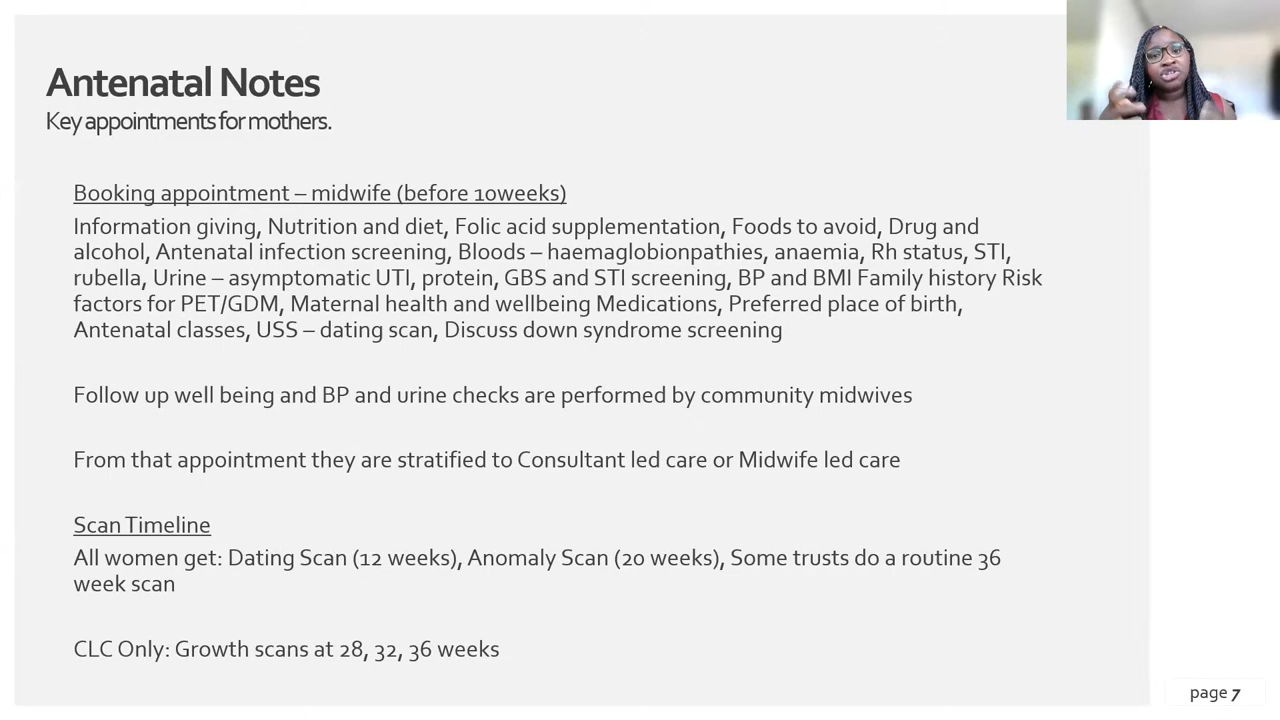 Antenatal Notes
Key appointments for mothers.
Booking appointment – midwife (before 10weeks)
Information giving, Nutrition and diet, Folic acid supplementation, Foods to avoid, Drug and
alcohol, Antenatal infection screening, Bloods – haemaglobionpathies, anaemia, Rh status, STI,
rubella, Urine – asymptomatic UTI, protein, GBS and STI screening, BP and BMI Family history Risk
factors for PET/GDM, Maternal health and wellbeing Medications, Preferred place of birth,
Antenatal classes, USS – dating scan, Discuss down syndrome screening
Follow up well being and BP and urine checks are performed by community midwives
From that appointment they are stratified to Consultant led care or Midwife led care
Scan Timeline
All women get: Dating Scan (12 weeks), Anomaly Scan (20 weeks), Some trusts do a routine 36
week scan
CLC Only: Growth scans at 28, 32, 36 weeks
page 7